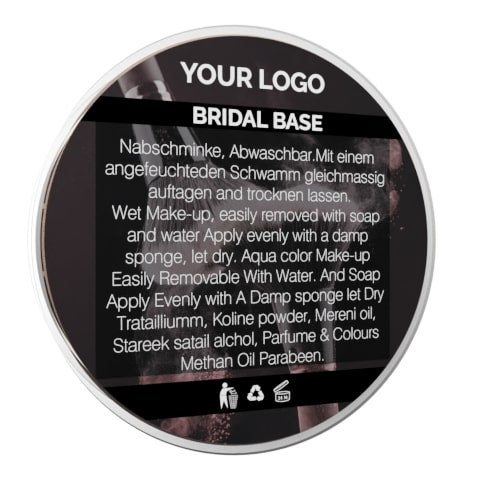 YOUR LOGO
BRIDAL BASE
Nabschminke, Abwaschbar.Mit einem
angefeuchteden Schwamm gleichmassig
auftagen and trocknen lassen.
Wet Make-up, easily removed with soap
and water Apply evenly with a damp
sponge, let dry. Aqua color Make-up
Easily Removable With Water. And Soap
Apply Evenly with A Damp sponge let Dry
Tratailliumm, Koline powder, Mereni oil,
Stareek satail alchol, Parfume & Colours
Methan Oil Parabeen.